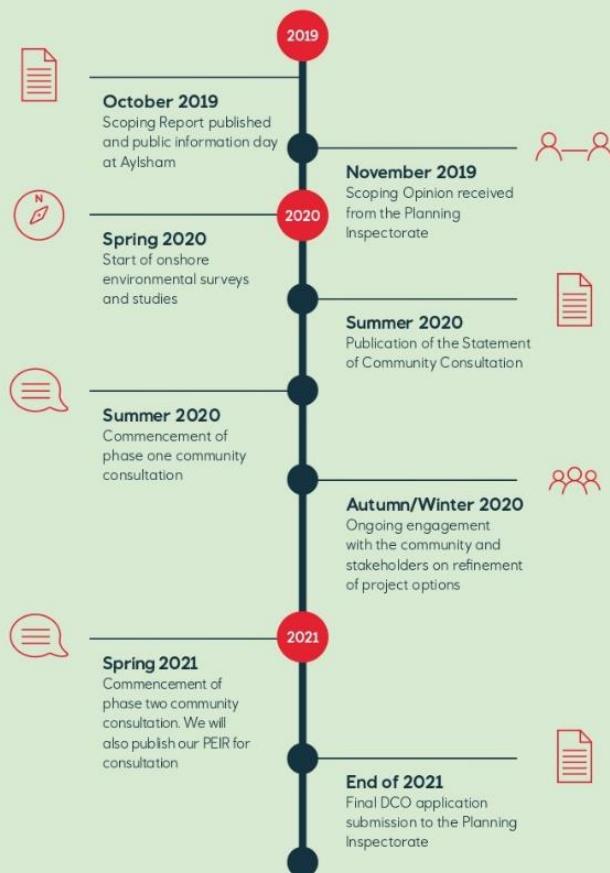 2019
October 2019
Scoping Report published
and public information day
at Aylsham
November 2019
Scoping Opinion received
from the Planning
Inspectorate
2020
N
Spring 2020
Start of onshore
environmental surveys
and studies
Summer 2020
Publication of the Statement
of Community Consultation
Summer 2020
Commencement of
phase one community
consultation
Autumn/Winter 2020
Ongoing engagement
with the community and
stakeholders on refinement
of project options
2021
Spring 2021
Commencement of
phase two community
consultation. We will
also publish our PEIR for
consultation
End of 2021
Final DCO application
submission to the Planning
Inspectorate